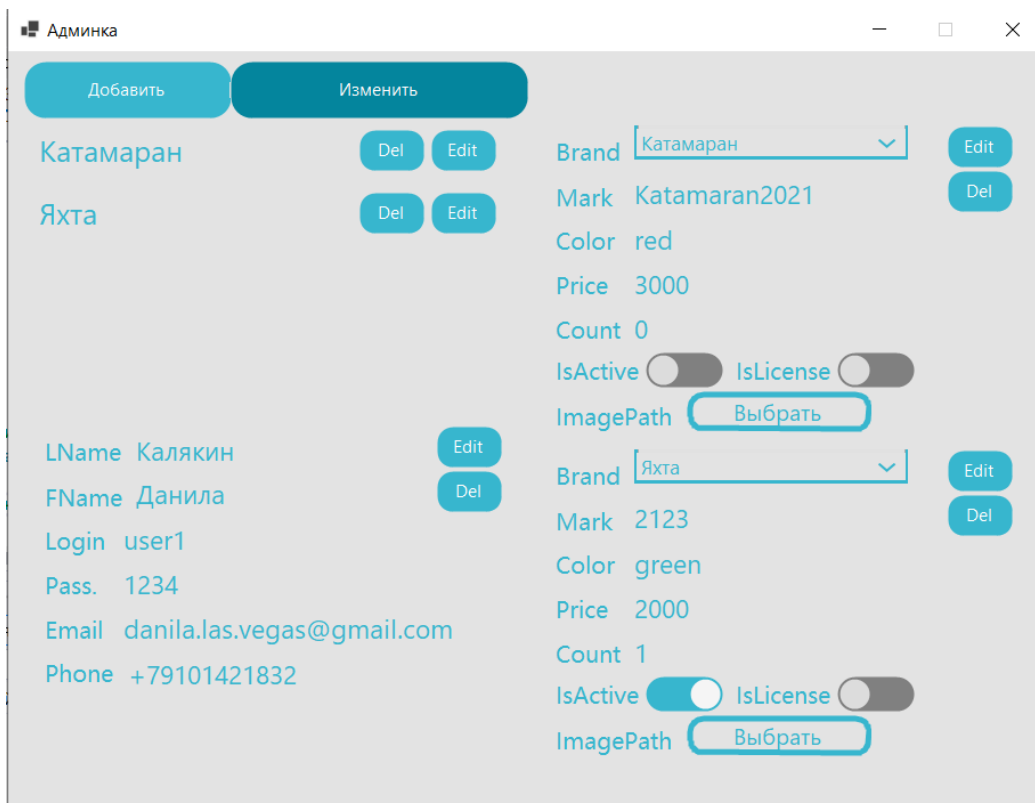 Админка
Добавить Изменить
Катамаран Del Edit
Яхта Del Edit
LName Калякин Edit
FName Данила Del
Login user1
Pass. 1234
Email danila.las.vegas@gmail.com
Phone +79101421832
Brand Катамаран Edit
Mark Katamaran2021 Del
Color red
Price 3000
Count 0
IsActive IsLicense
ImagePath Выбрать
Brand Яхта Edit
Mark 2123 Del
Color green
Price 2000
Count 1
IsActive IsLicense
ImagePath Выбрать